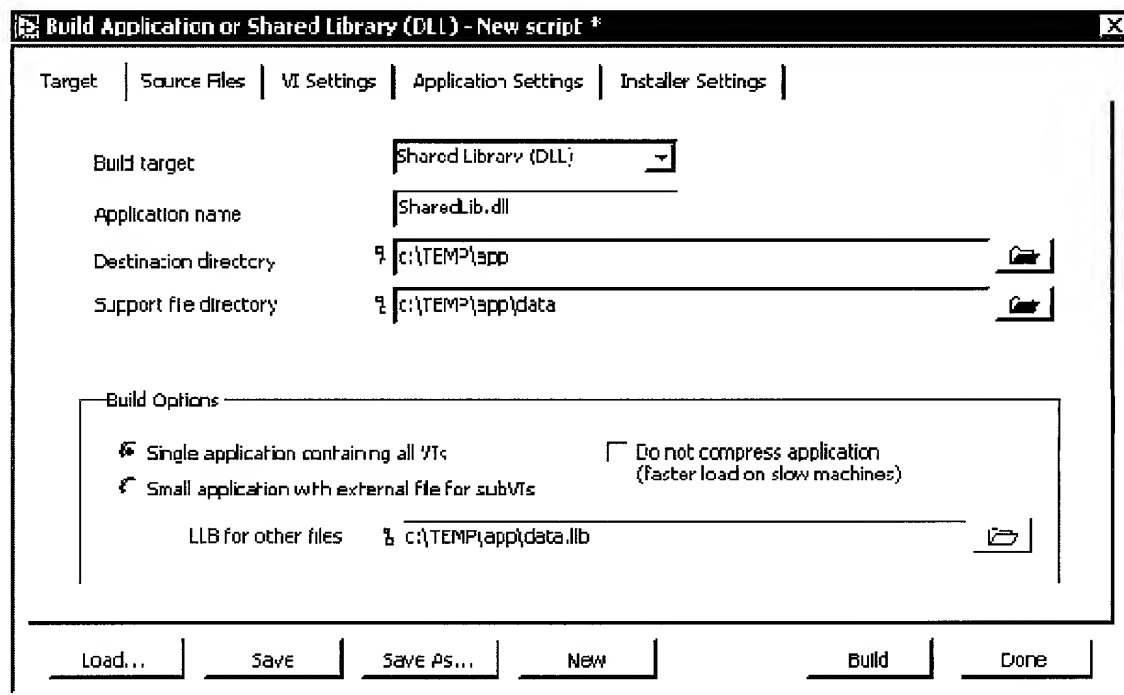 Build Application or Shared Library (DLL) - New script *
Target Source Files VI Settings Application Settings Installer Settings
Build target Shared Library (DLL)
Application name SharedLib.dll
Destination directory c:\TEMP\app
Support file directory c:\TEMP\app\data
Build Options
Single application containing all VIs Do not compress application
(faster load on slow machines)
Small application with external file for subVIs
LLB for other files c:\TEMP\app\data.llb
Load... Save Save As... New Build Done